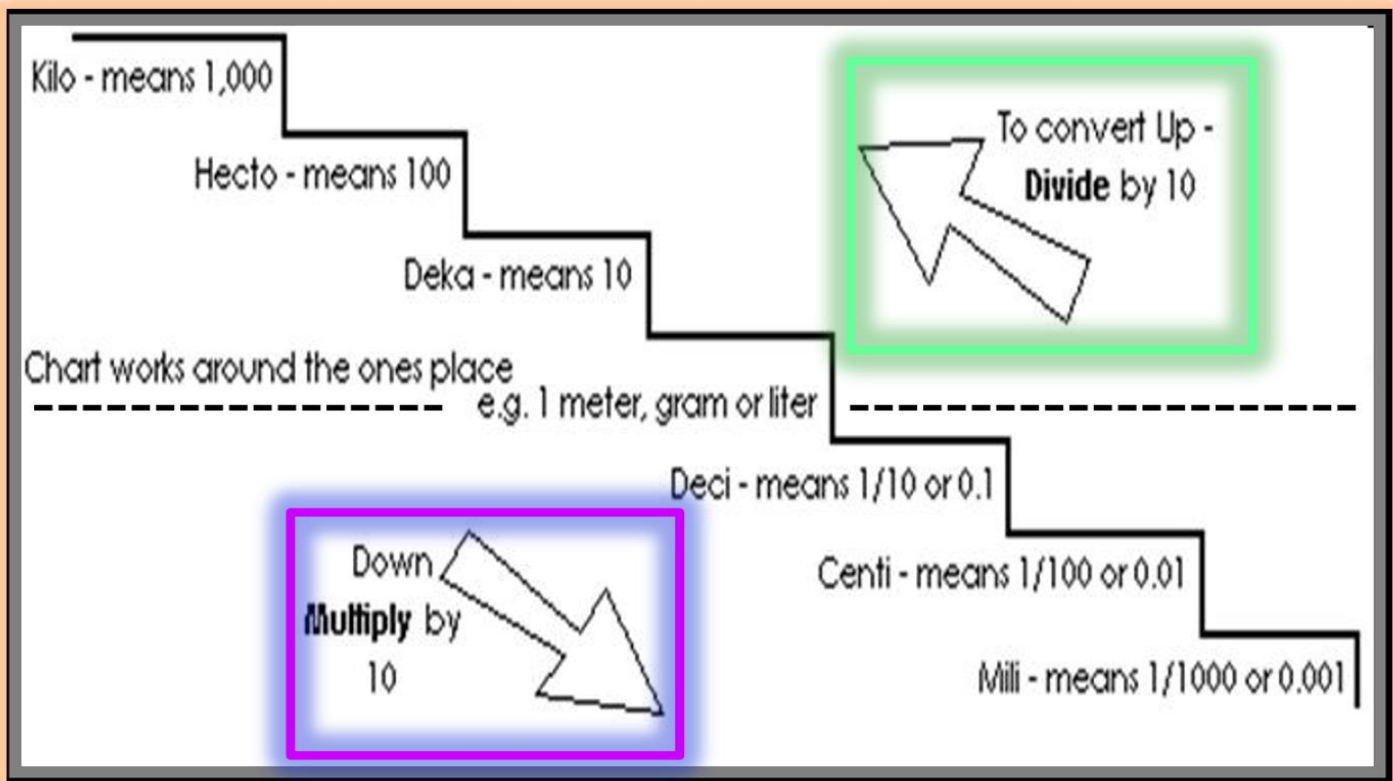 Kilo - means 1,000
To convert Up -
Divide by 10
Hecto - means 100
Deka - means 10
Chart works around the ones place
e.g. 1 meter, gram or liter
Deci - means 1/10 or 0.1
Down
Multiply by
10
Centi - means 1/100 or 0.01
Mili - means 1/1000 or 0.001